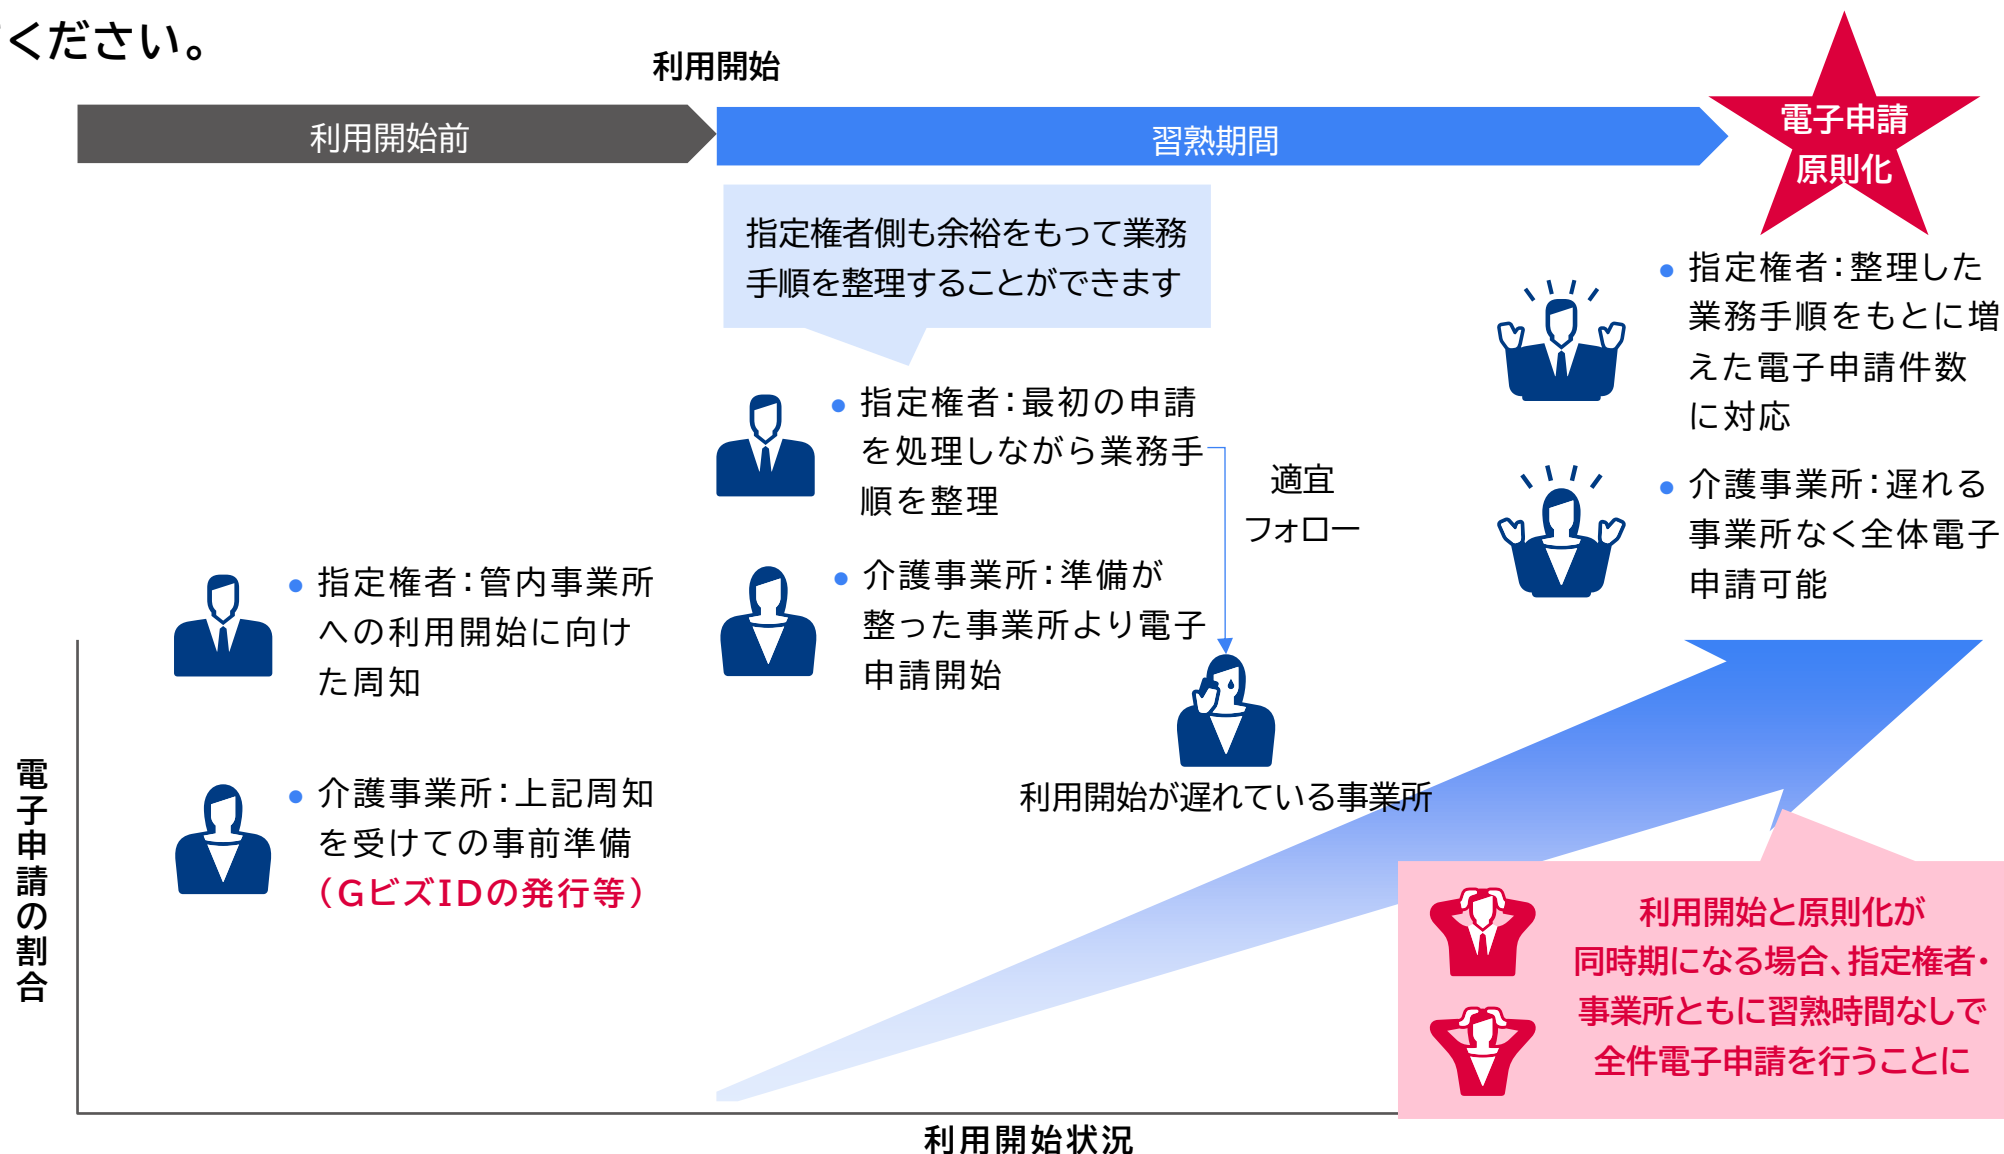 ください。
利用開始
利用開始前
習熟期間
電子申請
原則化
指定権者側も余裕をもって業務
手順を整理することができます
● 指定権者：最初の申請
を処理しながら業務手
順を整理
● 介護事業所：準備が
整った事業所より電子
申請開始
適宜
フォロー
利用開始が遅れている事業所
● 指定権者：整理した
業務手順をもとに増
えた電子申請件数
に対応
● 介護事業所：遅れる
事業所なく全体電子
申請可能
● 指定権者：管内事業所
への利用開始に向け
た周知
● 介護事業所：上記周知
を受けての事前準備
（GビズIDの発行等）
利用開始と原則化が
同時期になる場合、指定権者・
事業所ともに習熟時間なしで
全件電子申請を行うことに
電子申請の割合
利用開始状況